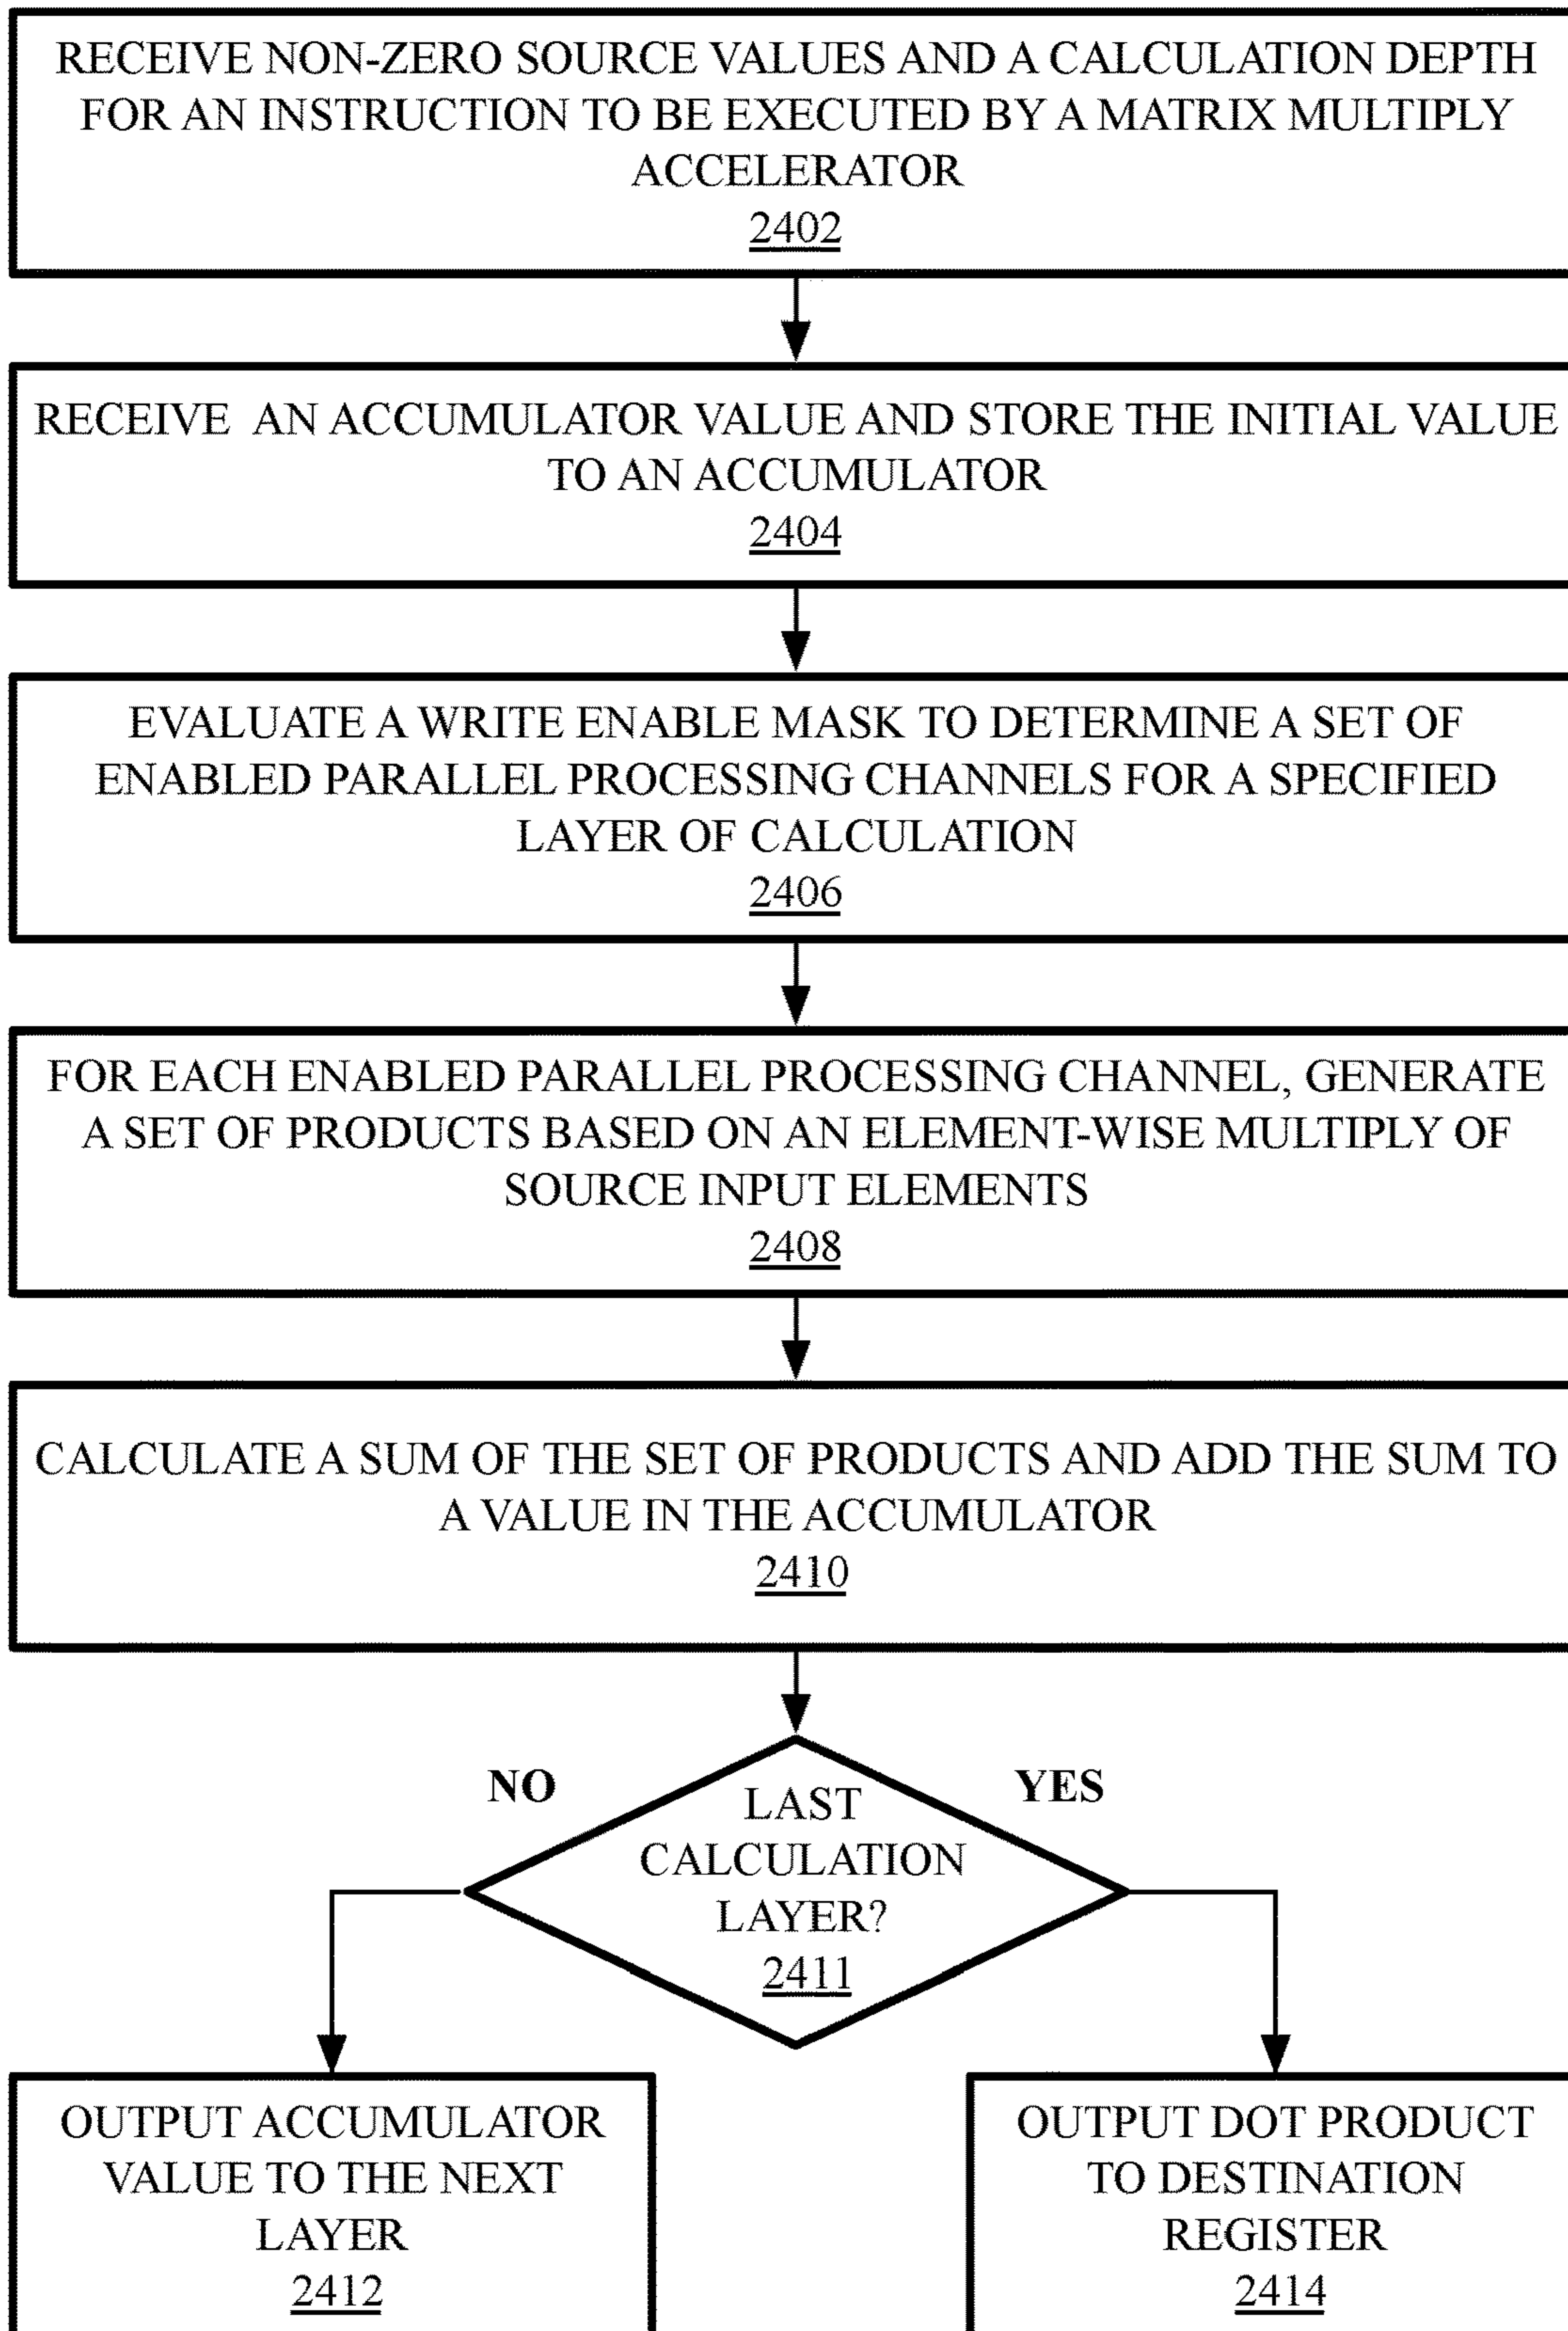 RECEIVE NON-ZERO SOURCE VALUES AND A CALCULATION DEPTH
FOR AN INSTRUCTION TO BE EXECUTED BY A MATRIX MULTIPLY
ACCELERATOR
2402
RECEIVE AN ACCUMULATOR VALUE AND STORE THE INITIAL VALUE
TO AN ACCUMULATOR
2404
EVALUATE A WRITE ENABLE MASK TO DETERMINE A SET OF
ENABLED PARALLEL PROCESSING CHANNELS FOR A SPECIFIED
LAYER OF CALCULATION
2406
FOR EACH ENABLED PARALLEL PROCESSING CHANNEL, GENERATE
A SET OF PRODUCTS BASED ON AN ELEMENT-WISE MULTIPLY OF
SOURCE INPUT ELEMENTS
2408
CALCULATE A SUM OF THE SET OF PRODUCTS AND ADD THE SUM TO
A VALUE IN THE ACCUMULATOR
2410
NO
YES
LAST
CALCULATION
LAYER?
2411
OUTPUT ACCUMULATOR
VALUE TO THE NEXT
LAYER
2412
OUTPUT DOT PRODUCT
TO DESTINATION
REGISTER
2414